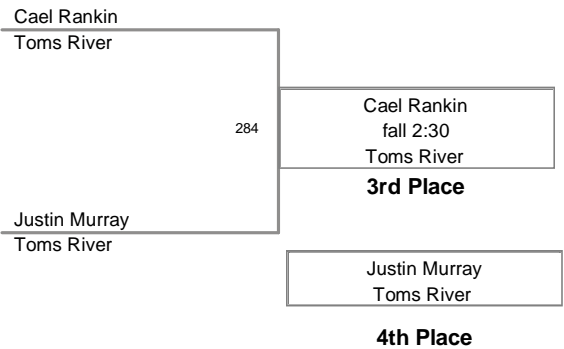 Cael Rankin
Toms River
284
Cael Rankin
fall 2:30
Toms River
3rd Place
Justin Murray
Toms River
Justin Murray
Toms River
4th Place